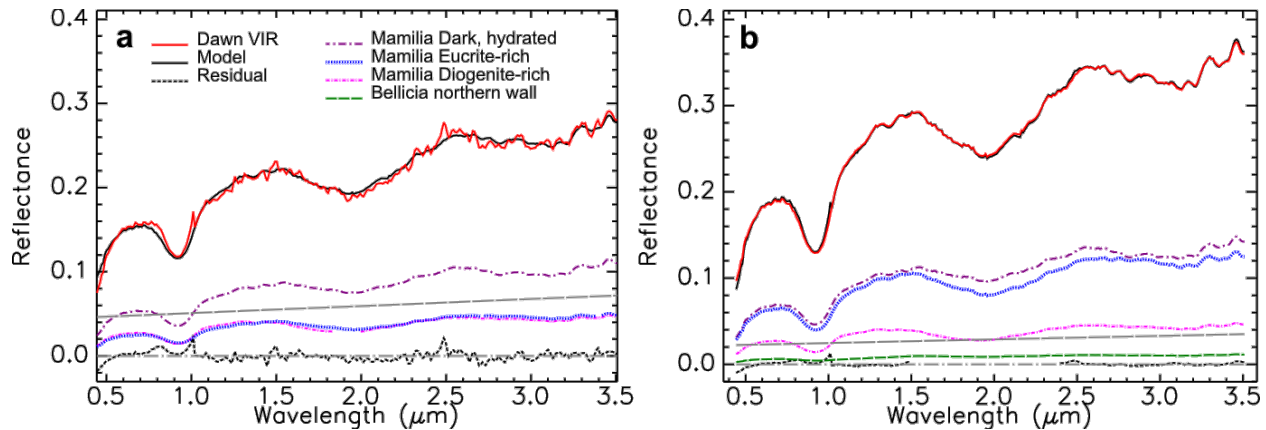 a
Dawn VIR
Model
Residual
Mamilia Dark, hydrated
Mamilia Eucrite-rich
Mamilia Diogenite-rich
Bellicia northern wall
0.4
0.3
0.2
0.1
0.0
Reflectance
0.5 1.0 1.5 2.0 2.5 3.0 3.5
Wavelength (μm)
b
0.4
0.3
0.2
0.1
0.0
Reflectance
0.5 1.0 1.5 2.0 2.5 3.0 3.5
Wavelength (μm)